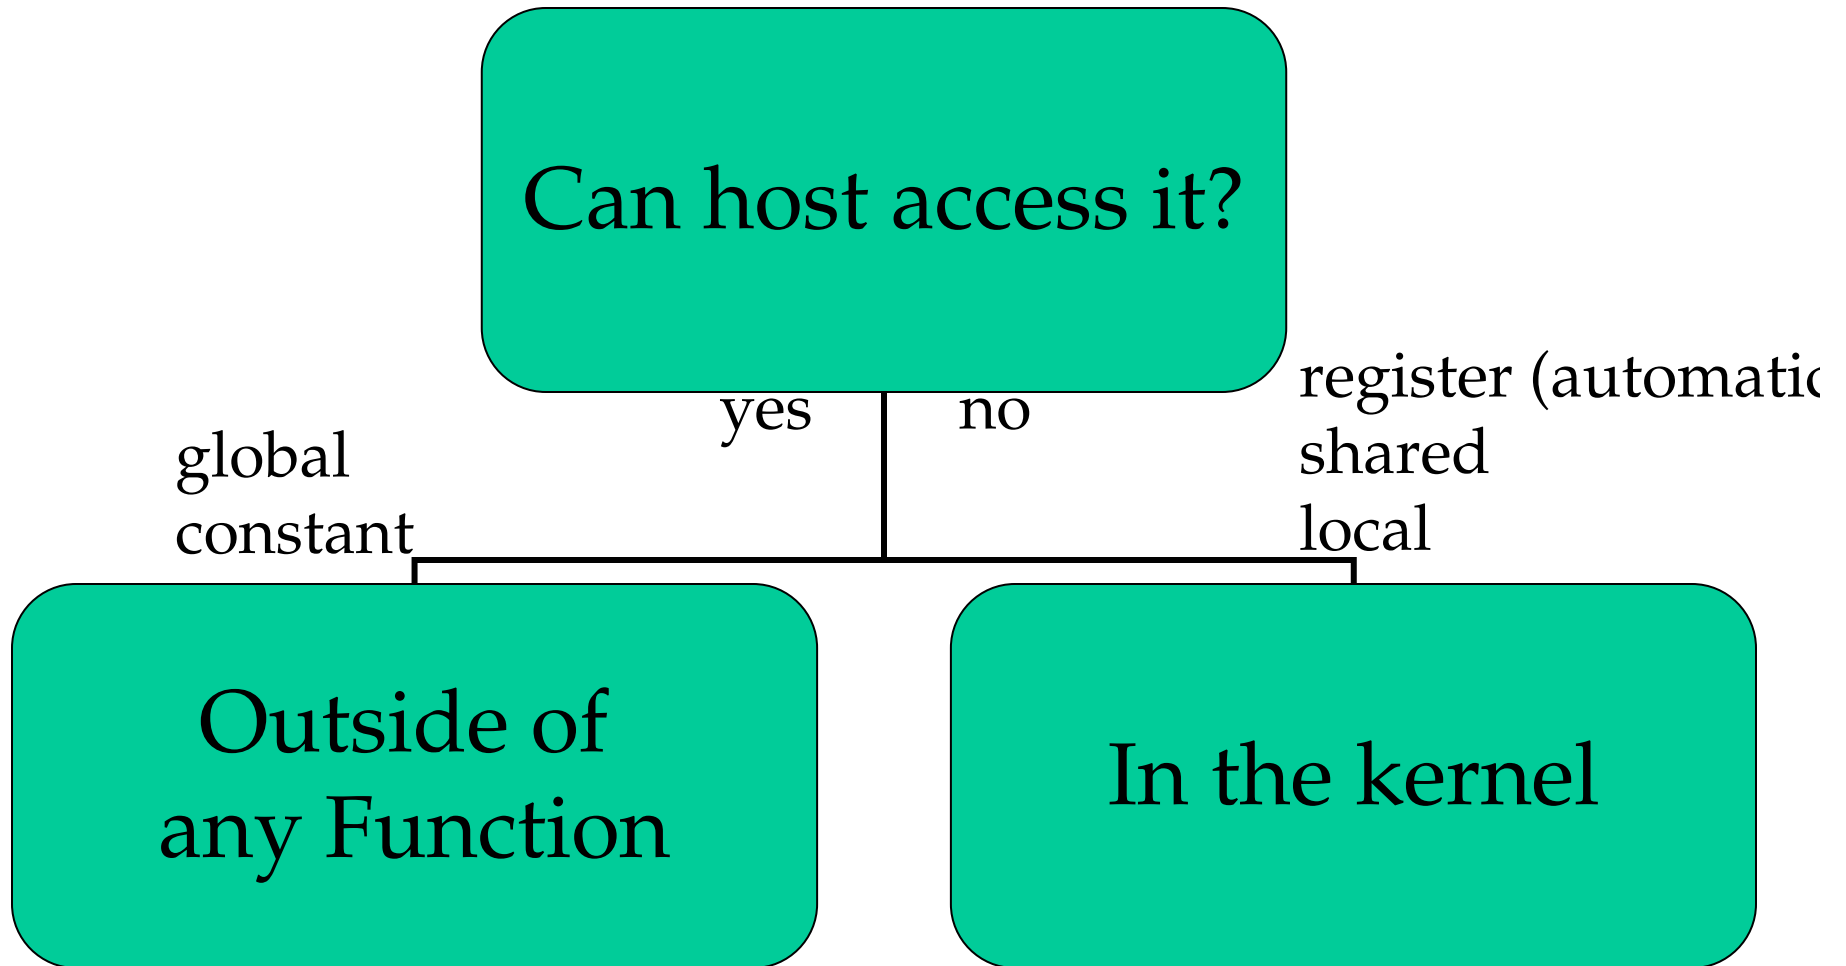 Can host access it?
yes
no
global
constant
register (automatic
shared
local
Outside of
any Function
In the kernel